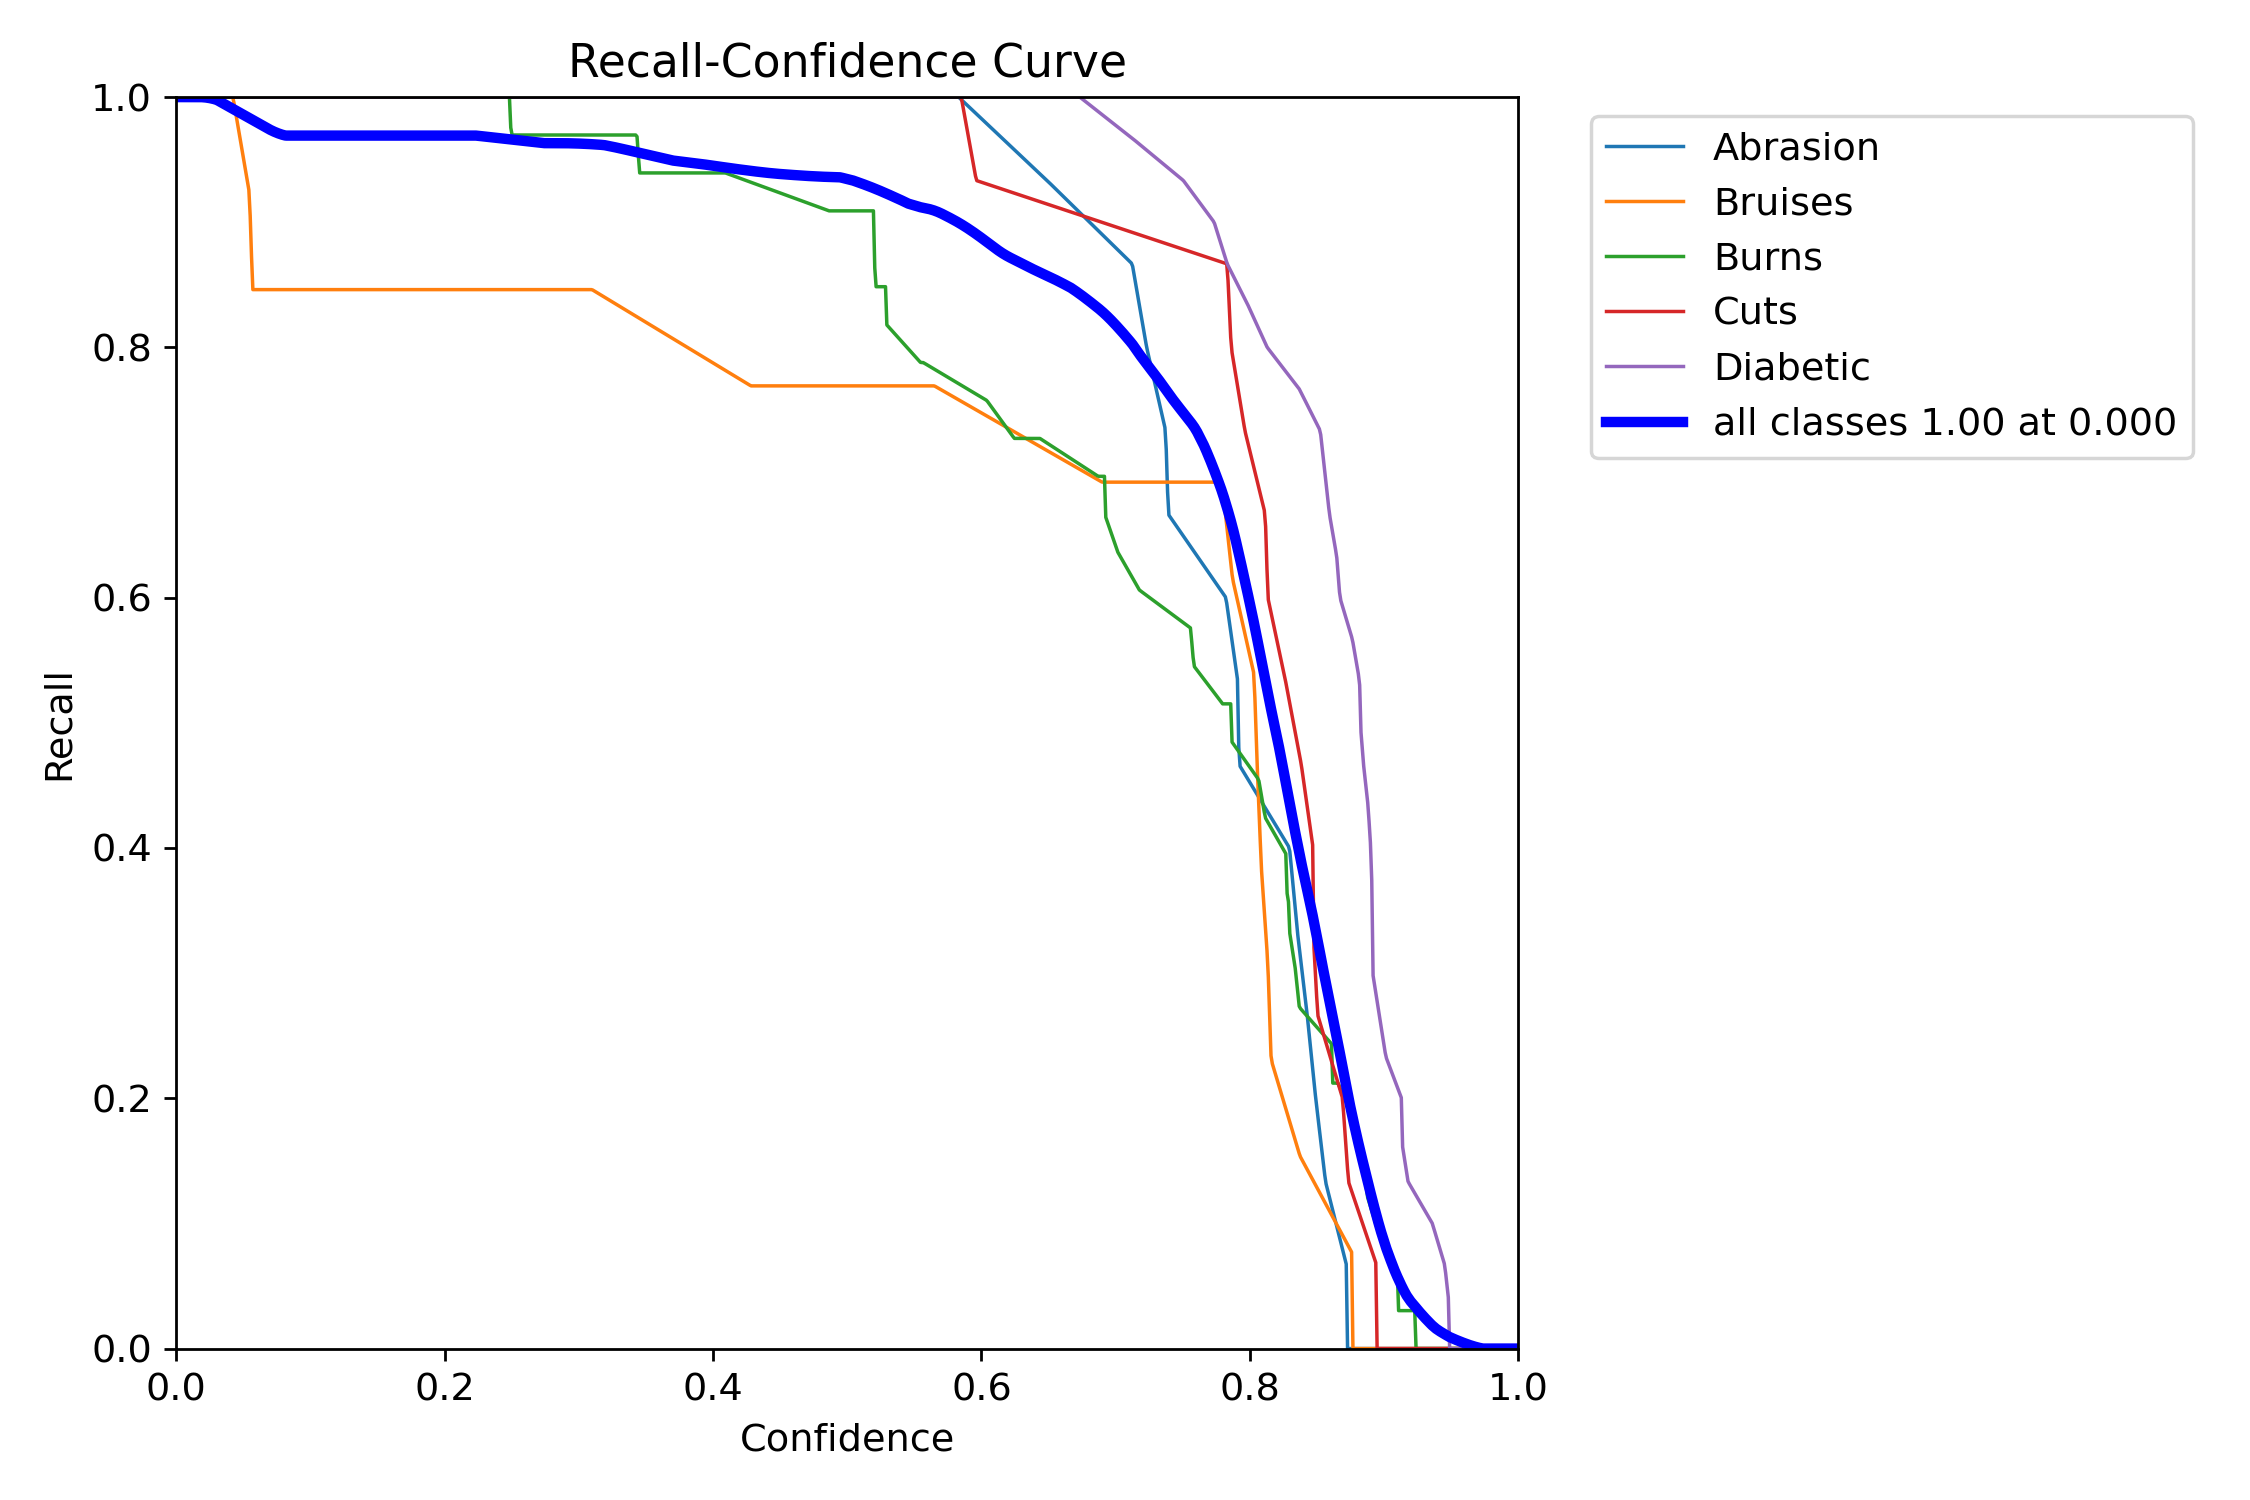 Recall-Confidence Curve
1.0
0.8
0.6
0.4
0.2
0.0
Recall
0.0 0.2 0.4 0.6 0.8 1.0
Confidence
Abrasion
Bruises
Burns
Cuts
Diabetic
all classes 1.00 at 0.000